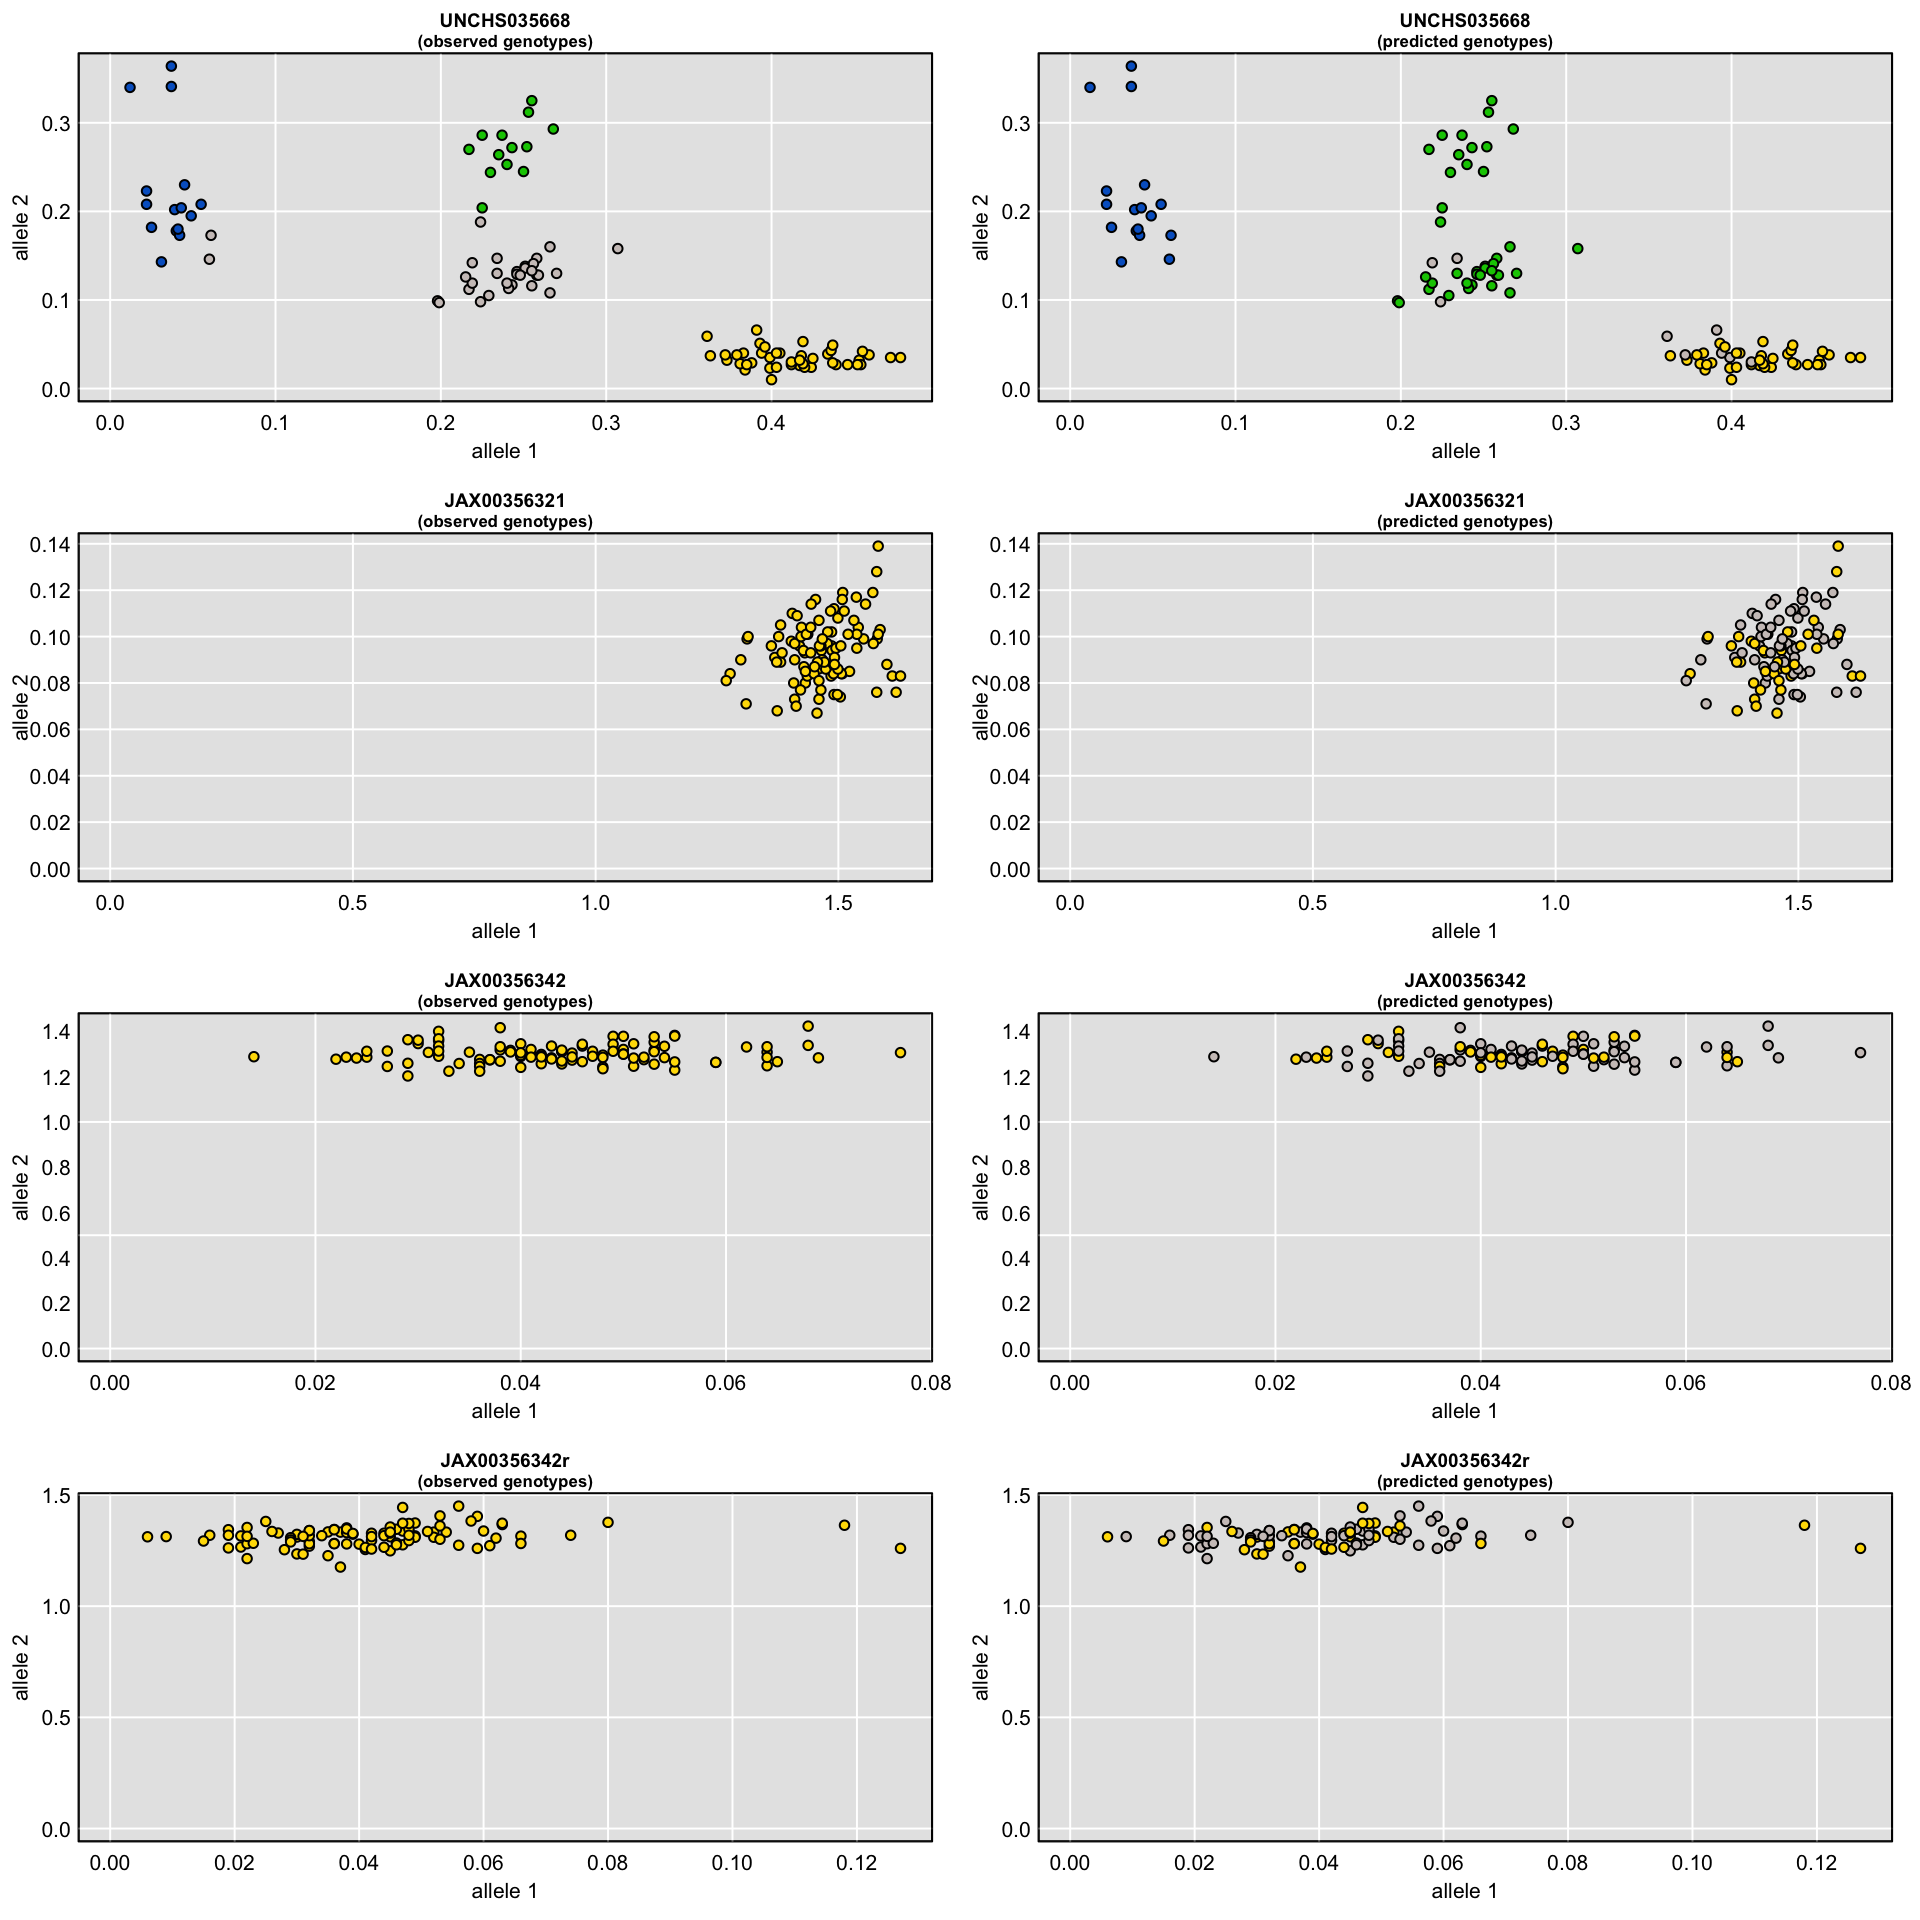 UNCHS035668
(observed genotypes)
allele 2
0.3
0.2
0.1
0.0
0.0 0.1 0.2 0.3 0.4
allele 1
UNCHS035668
(predicted genotypes)
allele 2
0.3
0.2
0.1
0.0
0.0 0.1 0.2 0.3 0.4
allele 1
JAX00356321
(observed genotypes)
allele 2
0.14
0.12
0.10
0.08
0.06
0.04
0.02
0.00
0.0 0.5 1.0 1.5
allele 1
JAX00356321
(predicted genotypes)
allele 2
0.14
0.12
0.10
0.08
0.06
0.04
0.02
0.00
0.0 0.5 1.0 1.5
allele 1
JAX00356342
(observed genotypes)
allele 2
1.4
1.2
1.0
0.8
0.6
0.4
0.2
0.0
0.00 0.02 0.04 0.06 0.08
allele 1
JAX00356342
(predicted genotypes)
allele 2
1.4
1.2
1.0
0.8
0.6
0.4
0.2
0.0
0.00 0.02 0.04 0.06 0.08
allele 1
JAX00356342r
(observed genotypes)
allele 2
1.5
1.0
0.5
0.0
0.00 0.02 0.04 0.06 0.08 0.10 0.12
allele 1
JAX00356342r
(predicted genotypes)
allele 2
1.5
1.0
0.5
0.0
0.00 0.02 0.04 0.06 0.08 0.10 0.12
allele 1